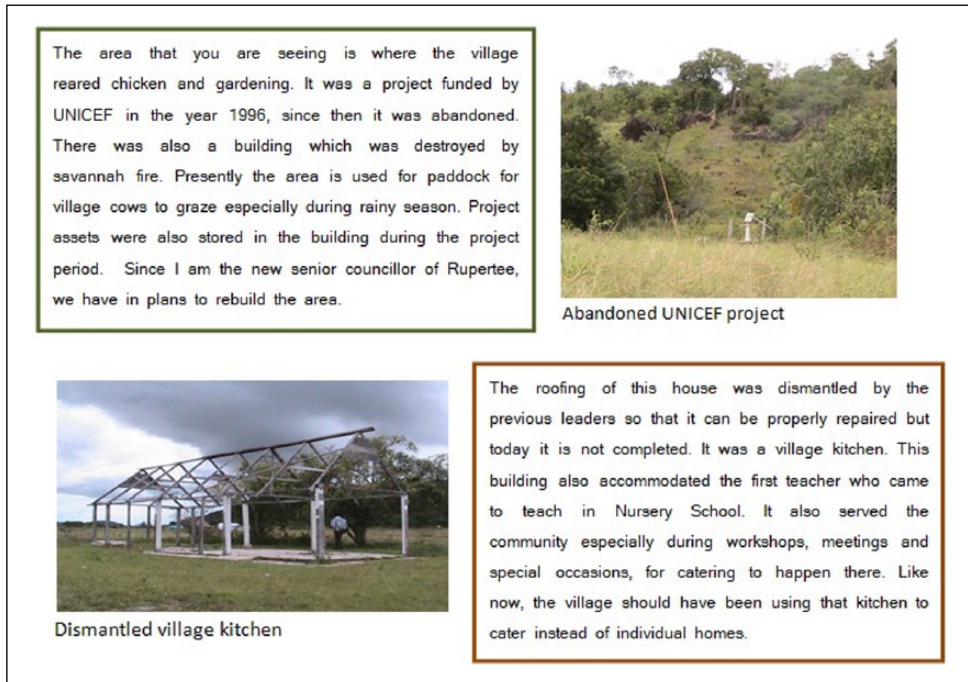 The area that you are seeing is where the village
reared chicken and gardening. It was a project funded by
UNICEF in the year 1996, since then it was abandoned.
There was also a building which was destroyed by
savannah fire. Presently the area is used for paddock for
village cows to graze especially during rainy season. Project
assets were also stored in the building during the project
period. Since I am the new senior councillor of Rupertee,
we have in plans to rebuild the area.
Abandoned UNICEF project
Dismantled village kitchen
The roofing of this house was dismantled by the
previous leaders so that it can be properly repaired but
today it is not completed. It was a village kitchen. This
building also accommodated the first teacher who came
to teach in Nursery School. It also served the
community especially during workshops, meetings and
special occasions, for catering to happen there. Like
now, the village should have been using that kitchen to
cater instead of individual homes.